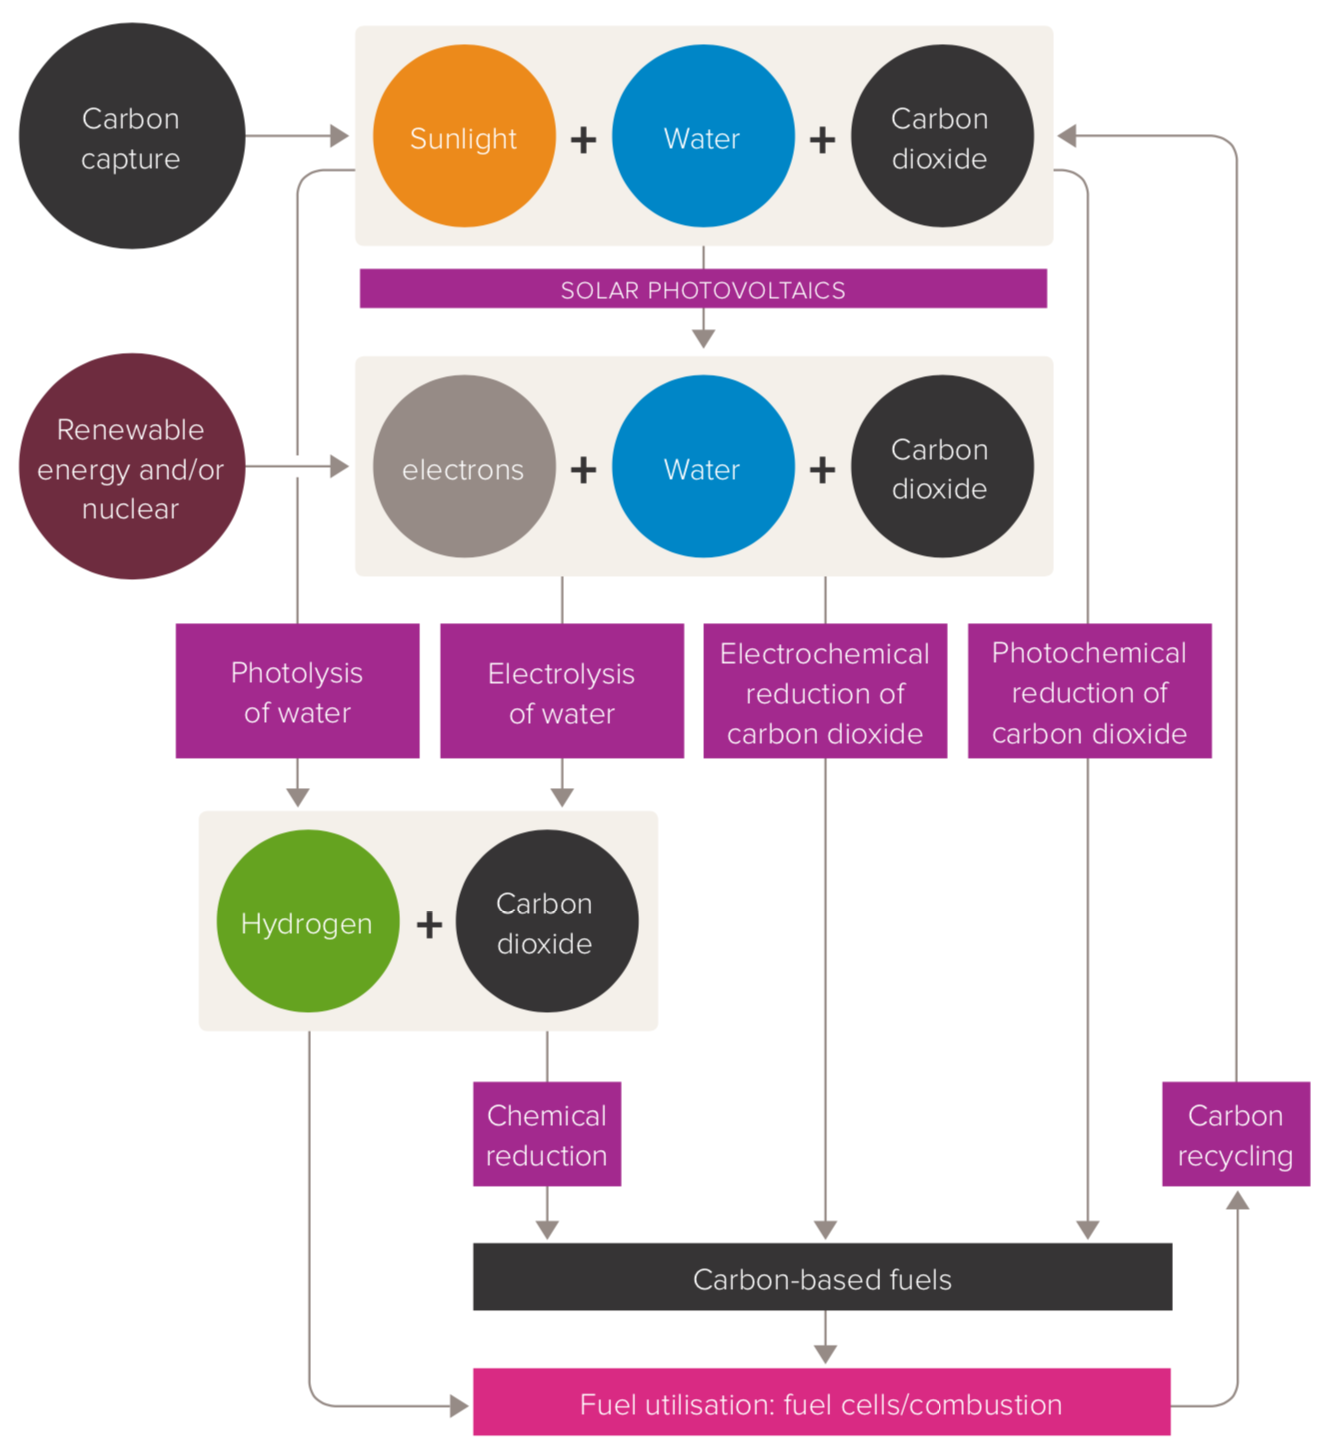 Carbon
capture
Sunlight
+
Water
+
Carbon
dioxide
SOLAR PHOTOVOLTAICS
Renewable
energy and/or
nuclear
electrons
+
Water
+
Carbon
dioxide
Photolysis
of water
Electrolysis
of water
Electrochemical
reduction of
carbon dioxide
Photochemical
reduction of
carbon dioxide
Hydrogen
+
Carbon
dioxide
Chemical
reduction
Carbon
recycling
Carbon-based fuels
Fuel utilisation: fuel cells/combustion